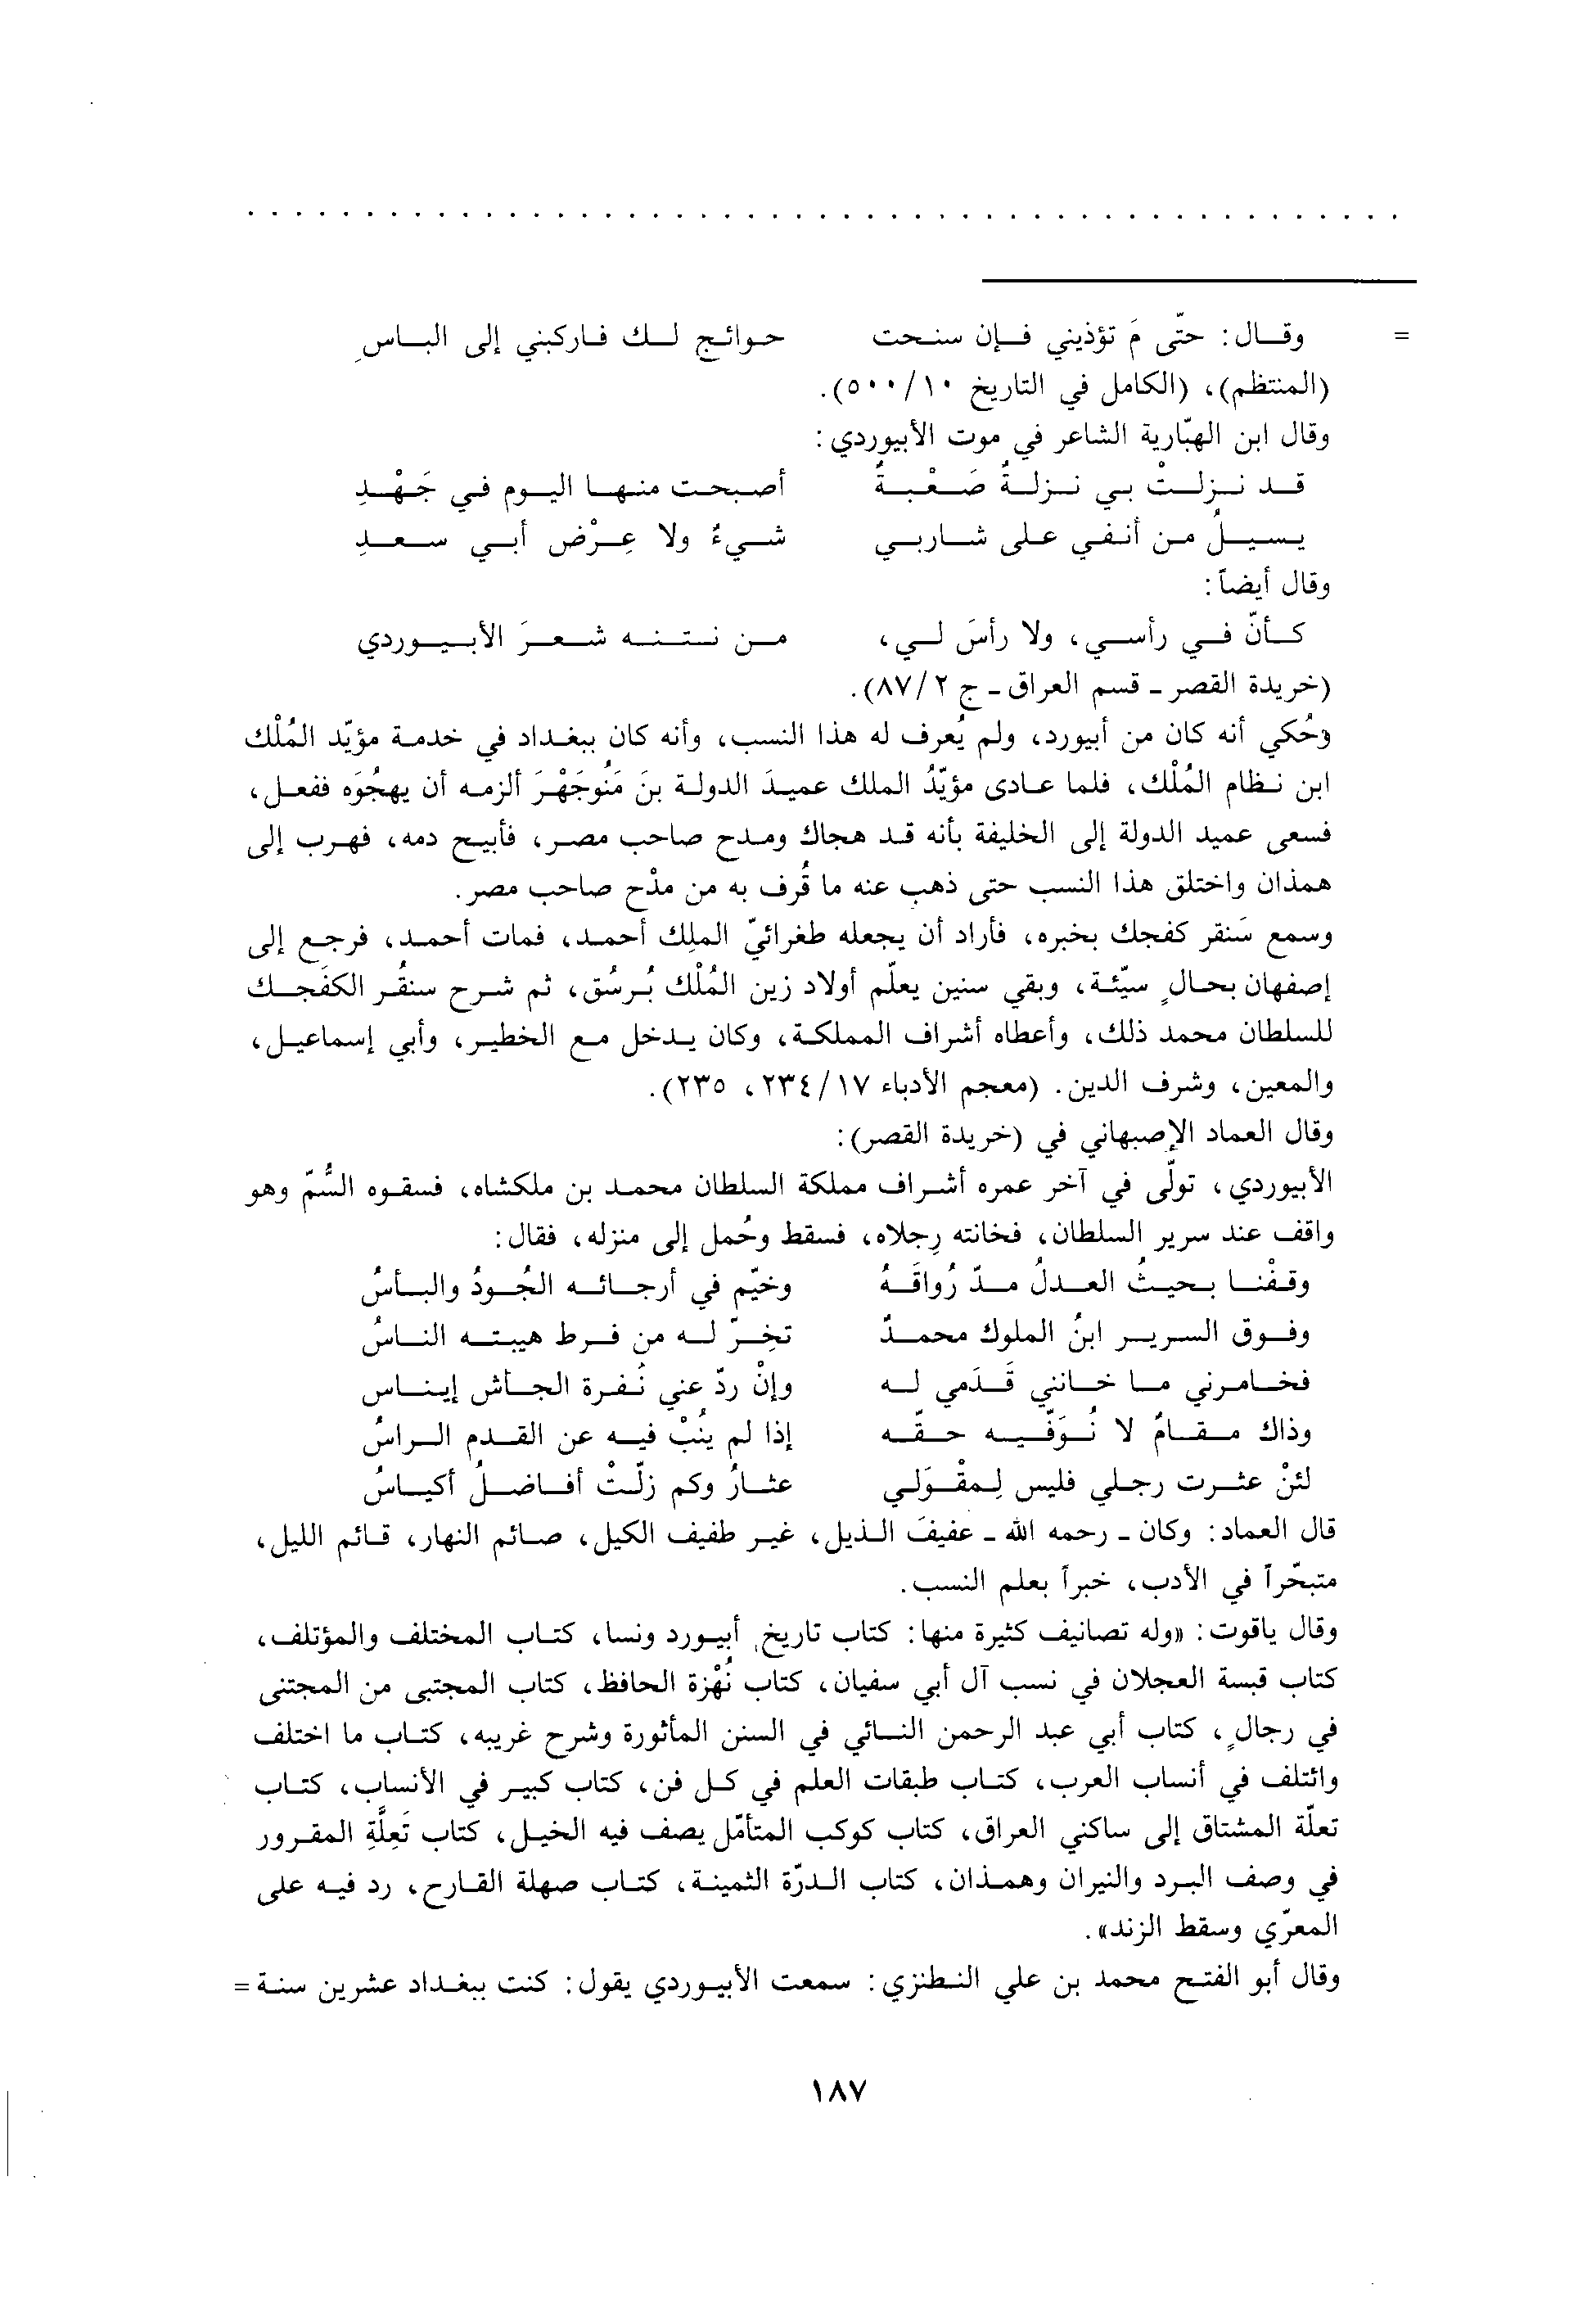 . . . . . . . . . . . . . . . . . . . . . . . . . . . . . . . . . . . . . . . . . . . . . . . . .
= وقال: حتّى مَ تؤذيني فإن سنحت حوائج لك فاركبني إلى الباسِ
(المنتظم)، (الكامل في التاريخ ١٠/٥٠٠).
وقال ابن الهبّارية الشاعر في موت الأبيوردي:
قد نزلتْ بي نزلةٌ صَعْبةٌ أصبحت منها اليوم في جَهْدِ
يسيلُ من أنفي على شاربي شيءٌ ولا عِرْض أبي سعدِ
وقال أيضاً:
كأنّ في رأسي، ولا رأسَ لي، من نتنه شعرَ الأبيوردي
(خريدة القصر ـ قسم العراق ـ ج ٢/٨٧).
وحُكي أنه كان من أبيورد، ولم يُعرف له هذا النسب، وأنه كان ببغداد في خدمة مؤيّد المُلْك
ابن نظام المُلْك، فلما عادى مؤيّدُ الملك عميدَ الدولة بنَ مَنُوجَهْرَ ألزمه أن يهجُوَه ففعل،
فسعى عميد الدولة إلى الخليفة بأنه قد هجاك ومدح صاحب مصر، فأبيح دمه، فهرب إلى
همذان واختلق هذا النسب حتى ذهب عنه ما قُرف به من مدْح صاحب مصر.
وسمع سَنقر كفجك بخبره، فأراد أن يجعله طغرائيّ الملِك أحمد، فمات أحمد، فرجع إلى
إصفهان بحالٍ سيّئة، وبقي سنين يعلّم أولاد زين المُلْك بُرسُق، ثم شرح سنقُر الكفَجك
للسلطان محمد ذلك، وأعطاه أشراف المملكة، وكان يدخل مع الخطير، وأبي إسماعيل،
والمعين، وشرف الدين. (معجم الأدباء ١٧/٢٣٤، ٢٣٥).
وقال العماد الإصبهاني في (خريدة القصر):
الأبيوردي، تولّى في آخر عمره أشراف مملكة السلطان محمد بن ملكشاه، فسقوه السُّمّ وهو
واقف عند سرير السلطان، فخانته رِجلاه، فسقط وحُمل إلى منزله، فقال:
وقفْنا بحيثُ العدلُ مدّ رُواقَهُ وخيّم في أرجائه الجُودُ والبأسُ
وفوق السرير ابنُ الملوك محمدٌ تخِرّ له من فرط هيبته الناسُ
فخامرني ما خانني قَدَمي له وإنْ ردّ عني نُفرة الجأش إيناس
وذاك مقامٌ لا نُوَفّيه حقّه إذا لم يَنُبْ فيه عن القدم الراسُ
لئنْ عثرت رجلي فليس لِمقْوَلي عثارٌ وكم زلّتْ أفاضلُ أكياسُ
قال العماد: وكان ـ رحمه الله ـ عفيفَ الذيل، غير طفيف الكيل، صائم النهار، قائم الليل،
متبحّراً في الأدب، خبراً بعلم النسب.
وقال ياقوت: «وله تصانيف كثيرة منها: كتاب تاريخ أبيورد ونسا، كتاب المختلف والمؤتلف،
كتاب قبسة العجلان في نسب آل أبي سفيان، كتاب نُهْزة الحافظ، كتاب المجتبى من المجتنى
في رجالٍ، كتاب أبي عبد الرحمن النسائي في السنن المأثورة وشرح غريبه، كتاب ما اختلف
وائتلف في أنساب العرب، كتاب طبقات العلم في كل فن، كتاب كبير في الأنساب، كتاب
تعلّة المشتاق إلى ساكني العراق، كتاب كوكب المتأمّل يصف فيه الخيل، كتاب تَعِلَّةِ المقرور
في وصف البرد والنيران وهمذان، كتاب الدرّة الثمينة، كتاب صهلة القارح، رد فيه على
المعرّي وسقط الزند».
وقال أبو الفتح محمد بن علي النطنزي: سمعت الأبيوردي يقول: كنت ببغداد عشرين سنة =
١٨٧